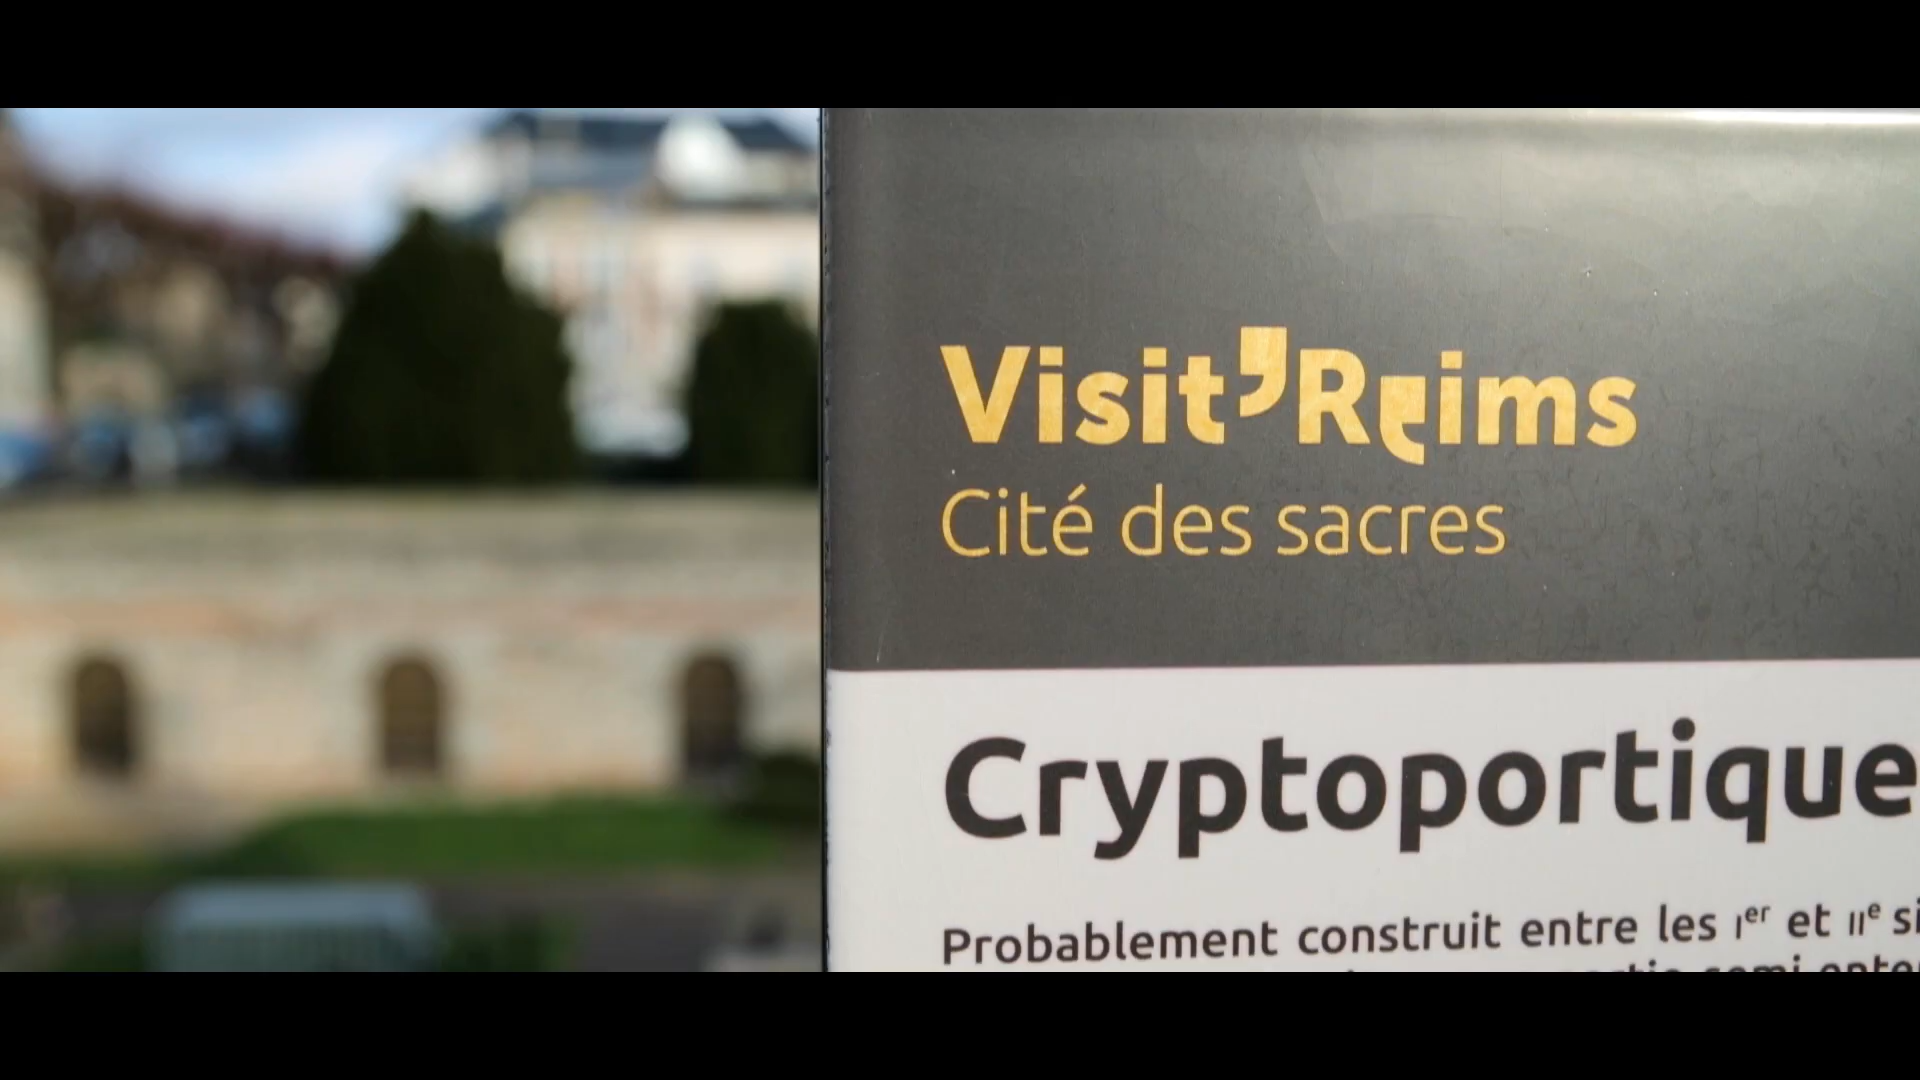 Visit'Reims
Cité des sacres
Cryptoportique
Probablement construit entre les Ier et IIe